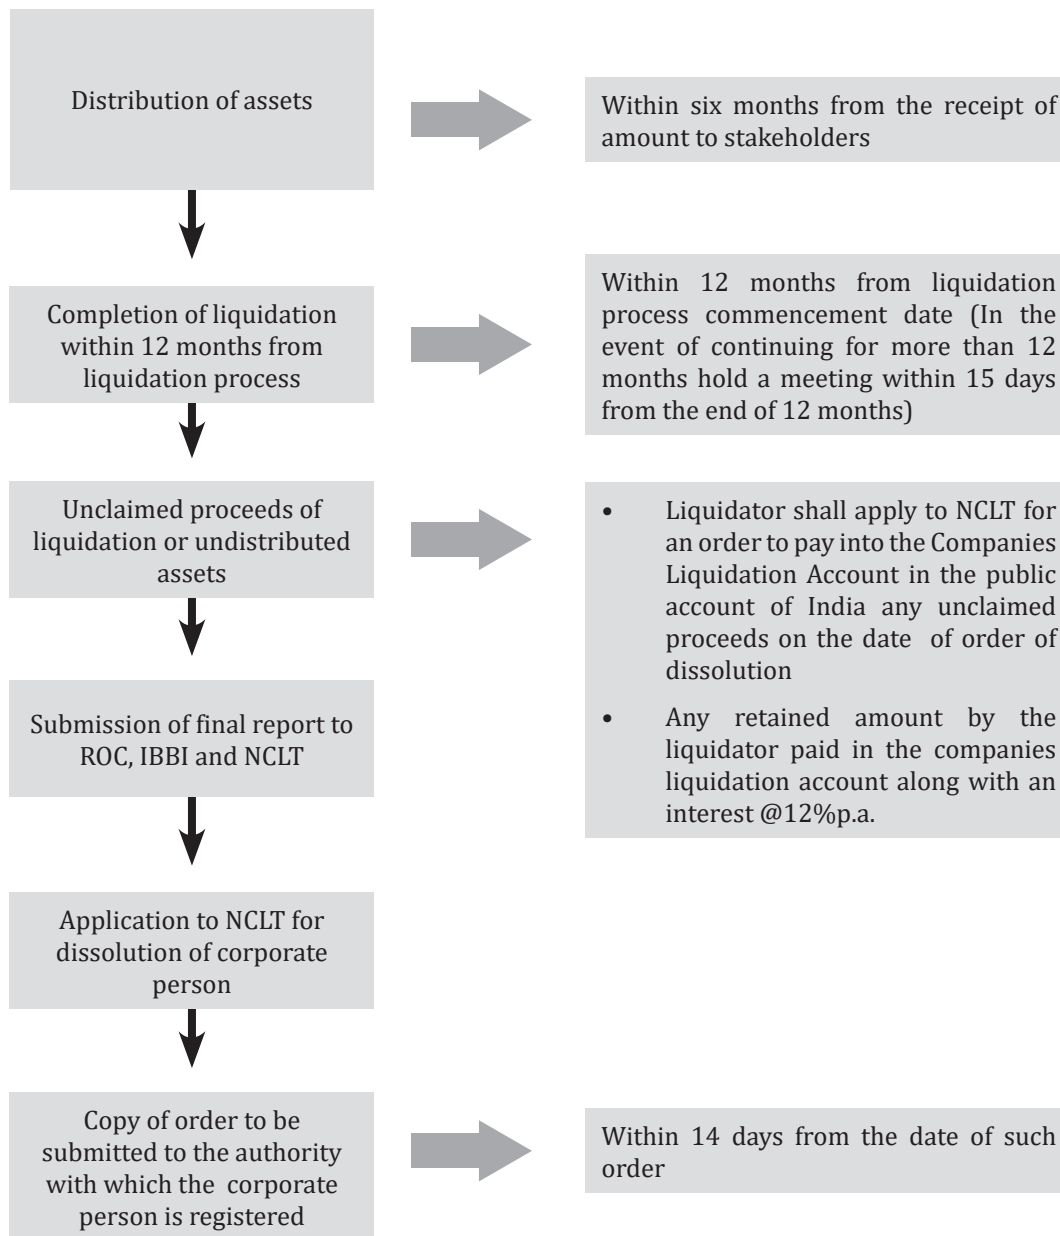 Distribution of assets
Within six months from the receipt of
amount to stakeholders
Completion of liquidation
within 12 months from
liquidation process
Within 12 months from liquidation
process commencement date (In the
event of continuing for more than 12
months hold a meeting within 15 days
from the end of 12 months)
Unclaimed proceeds of
liquidation or undistributed
assets
• Liquidator shall apply to NCLT for
an order to pay into the Companies
Liquidation Account in the public
account of India any unclaimed
proceeds on the date of order of
dissolution
• Any retained amount by the
liquidator paid in the companies
liquidation account along with an
interest @12%p.a.
Submission of final report to
ROC, IBBI and NCLT
Application to NCLT for
dissolution of corporate
person
Copy of order to be
submitted to the authority
with which the corporate
person is registered
Within 14 days from the date of such
order